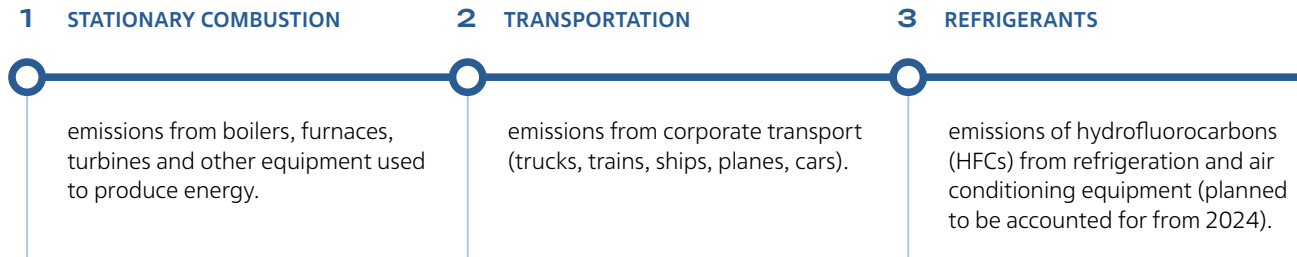 1 STATIONARY COMBUSTION
emissions from boilers, furnaces,
turbines and other equipment used
to produce energy.
2 TRANSPORTATION
emissions from corporate transport
(trucks, trains, ships, planes, cars).
3 REFRIGERANTS
emissions of hydrofluorocarbons
(HFCs) from refrigeration and air
conditioning equipment (planned
to be accounted for from 2024).